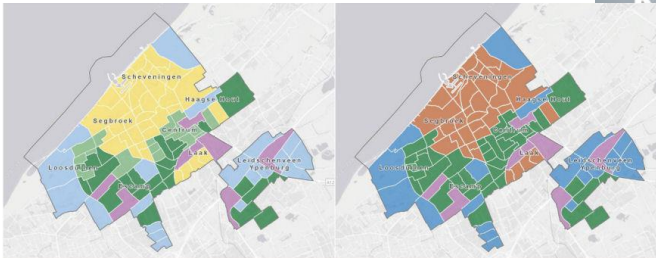 Scheveningen
Haagse Hout
Segbroek
Centrum
Laak
Loosduinen
Escamp
Leidschenveen
Ypenburg
Scheveningen
Haagse Hout
Segbroek
Centrum
Laak
Loosduinen
Escamp
Leidschenveen
Ypenburg